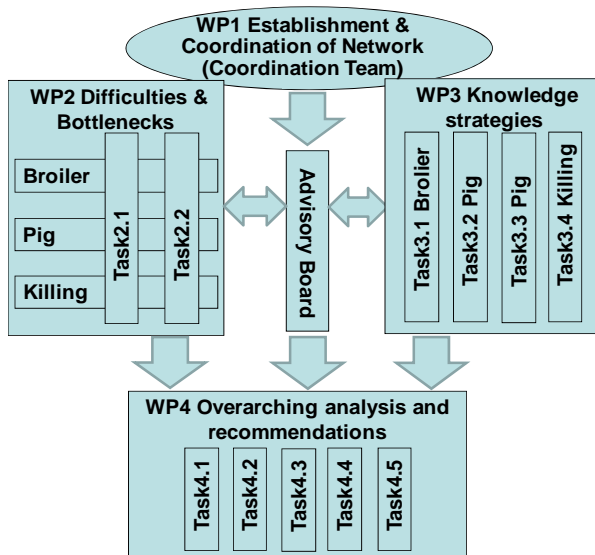 WP1 Establishment &
Coordination of Network
(Coordination Team)
WP2 Difficulties &
Bottlenecks
Broiler
Pig
Killing
Task2.1
Task2.2
Advisory Board
WP3 Knowledge
strategies
Task3.1 Brolier
Task3.2 Pig
Task3.3 Pig
Task3.4 Killing
WP4 Overarching analysis and
recommendations
Task4.1
Task4.2
Task4.3
Task4.4
Task4.5